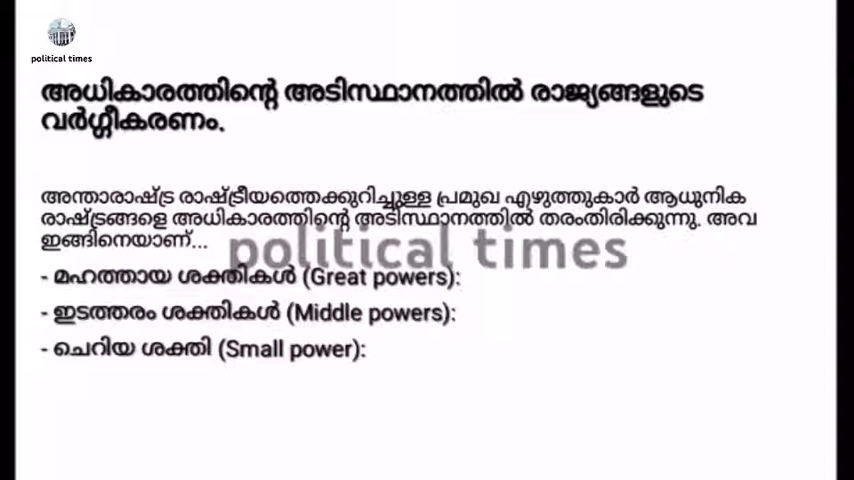 political times
അധികാരത്തിന്റെ അടിസ്ഥാനത്തിൽ രാജ്യങ്ങളുടെ
വർഗ്ഗീകരണം.
അന്താരാഷ്ട്ര രാഷ്ട്രീയത്തെക്കുറിച്ചുള്ള പ്രമുഖ എഴുത്തുകാർ ആധുനിക
രാഷ്ട്രങ്ങളെ അധികാരത്തിന്റെ അടിസ്ഥാനത്തിൽ തരംതിരിക്കുന്നു. അവ
ഇങ്ങിനെയാണ്...
political times
- മഹത്തായ ശക്തികൾ (Great powers):
- ഇടത്തരം ശക്തികൾ (Middle powers):
- ചെറിയ ശക്തി (Small power):